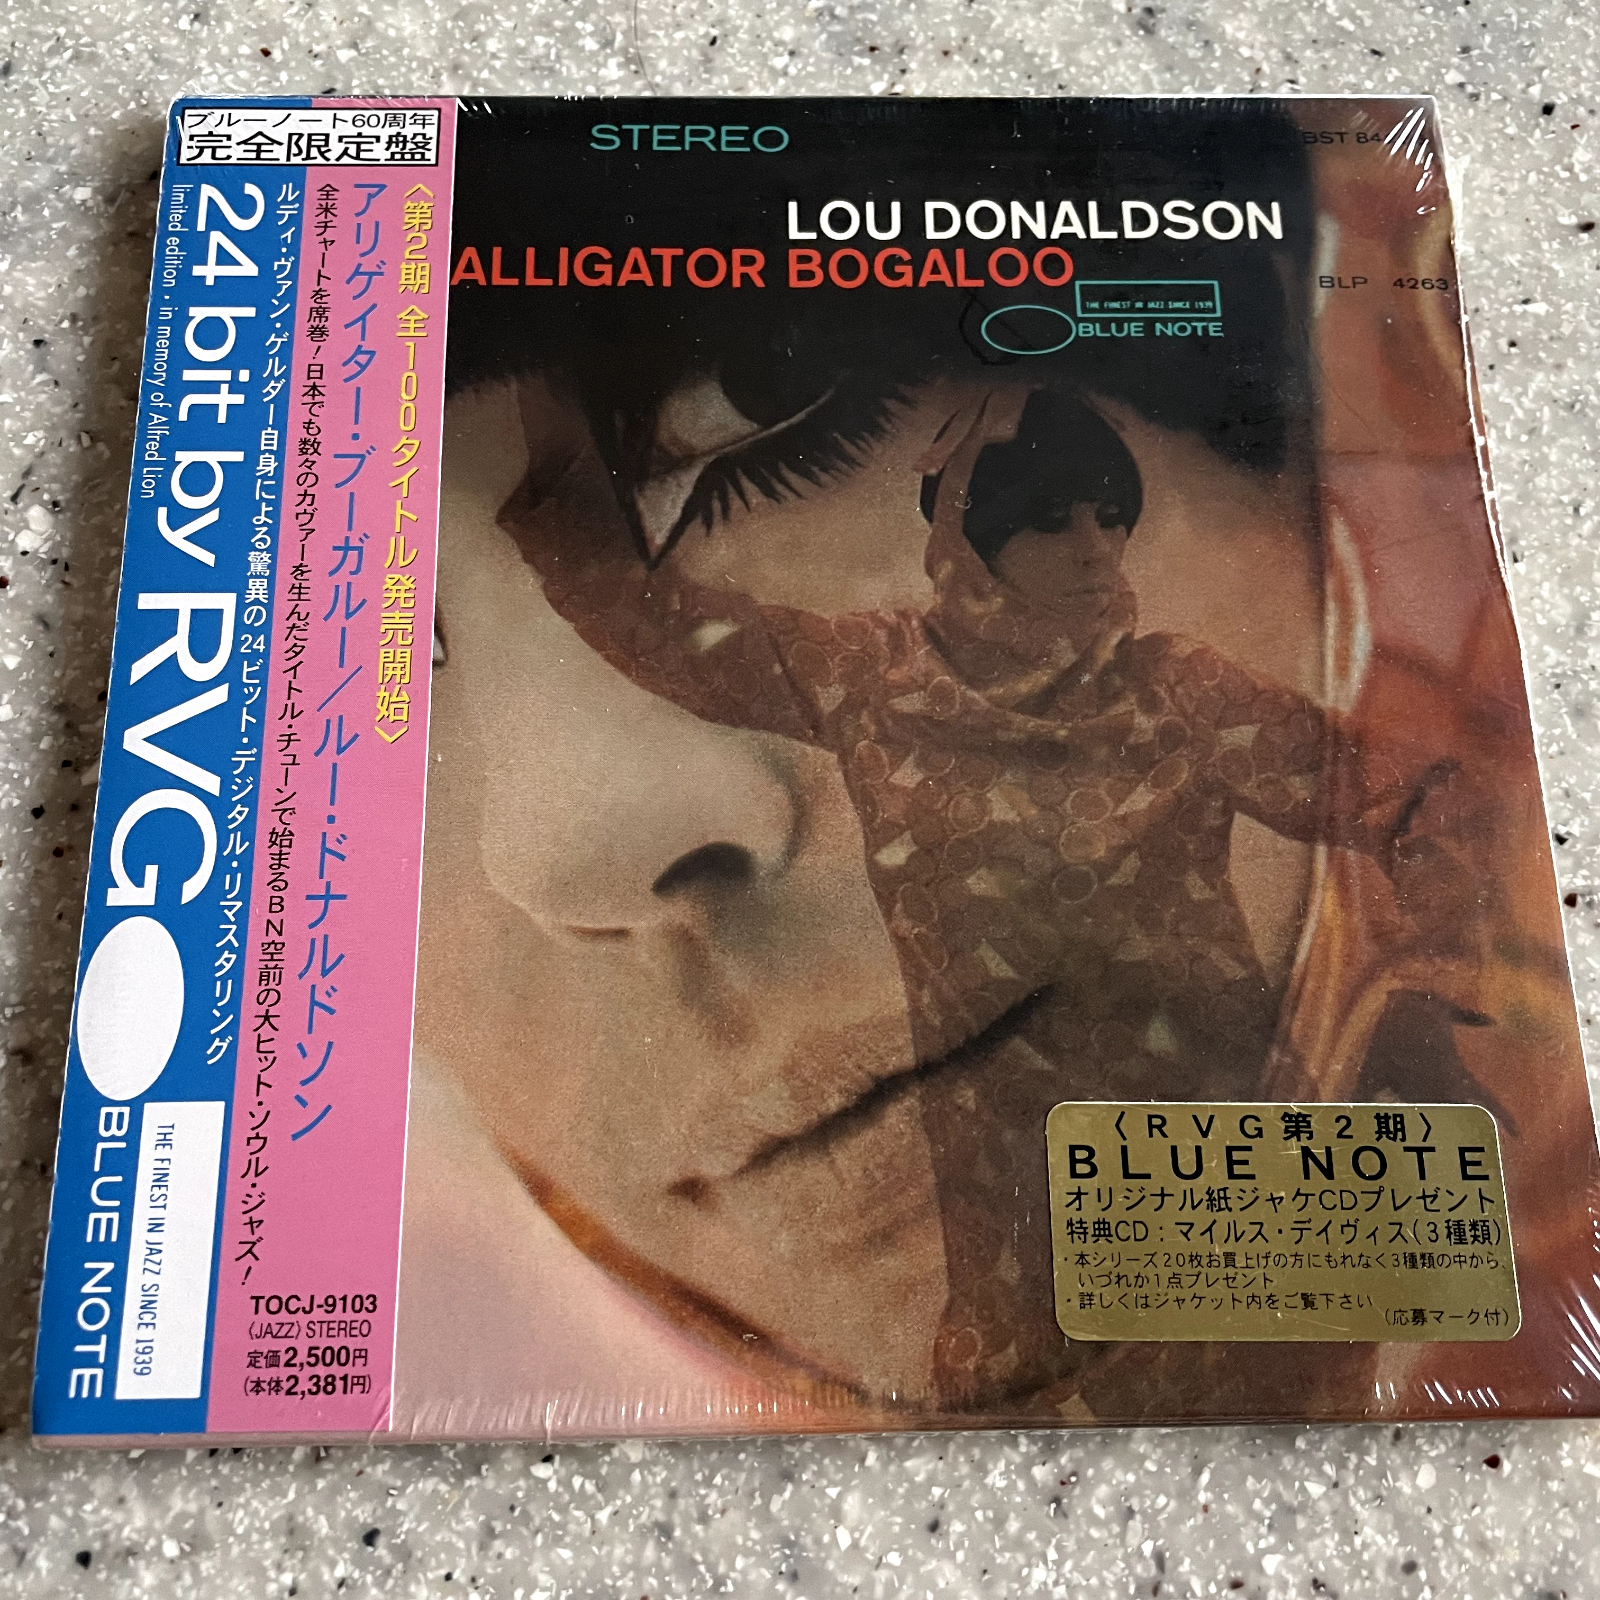 ブルーノート60周年
完全限定盤
〈第2期 全100タイトル発売開始〉
アリゲイター・ブーガルー／ルー・ドナルドソン
全米チャートを席巻！日本でも数々のカヴァーを生んだタイトル・チューンで始まるBN空前の大ヒット・ソウル・ジャズ！
ルディ・ヴァン・ゲルダー自身による驚異の24ビット・デジタル・リマスタリング
24 bit by RVG
limited edition・in memory of Alfred Lion
BLUE NOTE
THE FINEST IN JAZZ SINCE 1939
TOCJ-9103
〈JAZZ〉STEREO
定価2,500円
(本体2,381円)
STEREO
BST 84
LOU DONALDSON
ALLIGATOR BOGALOO
BLP 4263
THE FINEST IN JAZZ SINCE 1939
BLUE NOTE
〈RVG第2期〉
BLUE NOTE
オリジナル紙ジャケCDプレゼント
特典CD：マイルス・デイヴィス(3種類)
・本シリーズ20枚お買上げの方にもれなく3種類の中から、
いづれか1点プレゼント
・詳しくはジャケット内をご覧下さい
(応募マーク付)